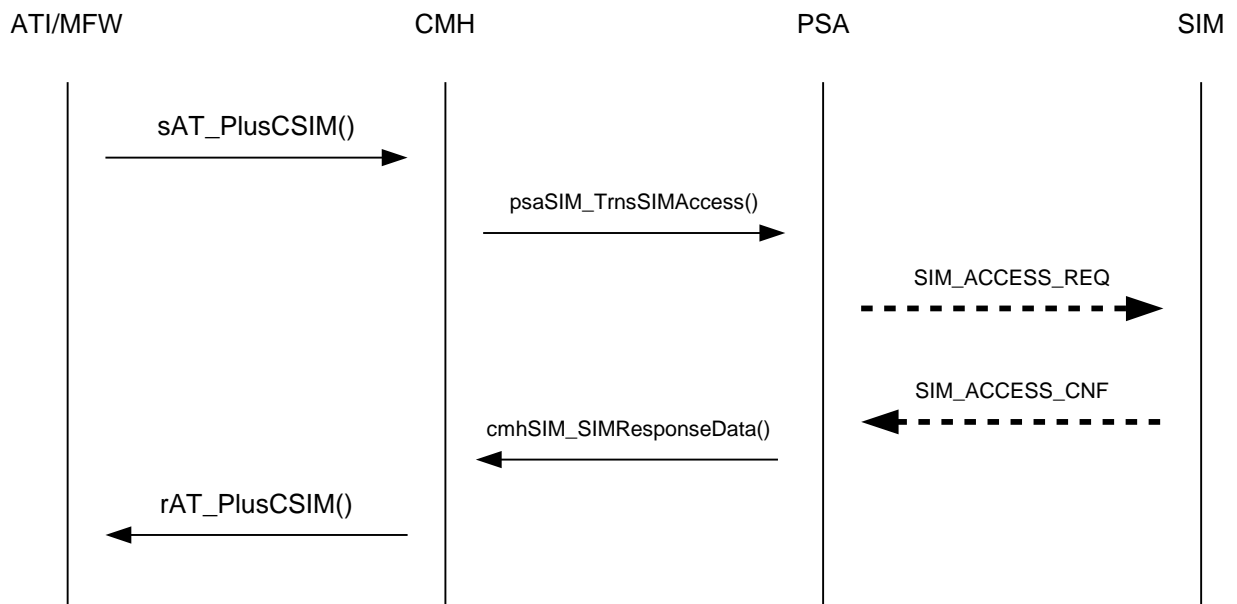 ATI/MFW CMH PSA SIM
sAT_PlusCSIM()
psaSIM_TrnsSIMAccess()
SIM_ACCESS_REQ
SIM_ACCESS_CNF
cmhSIM_SIMResponseData()
rAT_PlusCSIM()